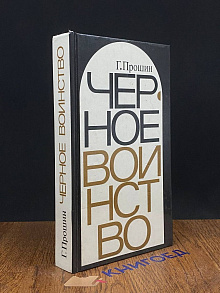 Г. Прошин
ЧЕР-
НОЕ
ВОИ
НСТ
ВО
Г. Прошин ЧЕРНОЕ ВОИНСТВО
КНИГОЕД